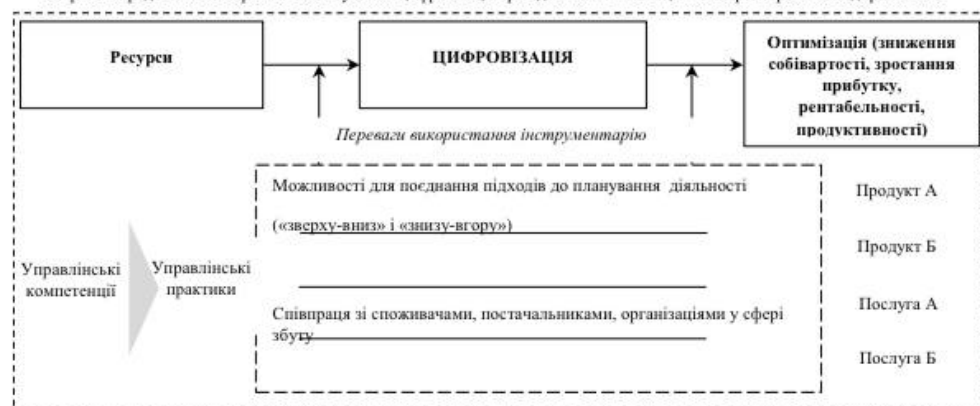 Ресурси
ЦИФРОВІЗАЦІЯ
Оптимізація (зниження
собівартості, зростання
прибутку,
рентабельності,
продуктивності)
Переваги використання інструментарію
Можливості для поєднання підходів до планування діяльності
(«зверху-вниз» і «знизу-вгору»)
Співпраця зі споживачами, постачальниками, організаціями у сфері
збуту
Управлінські
компетенції
Управлінські
практики
Продукт А
Продукт Б
Послуга А
Послуга Б